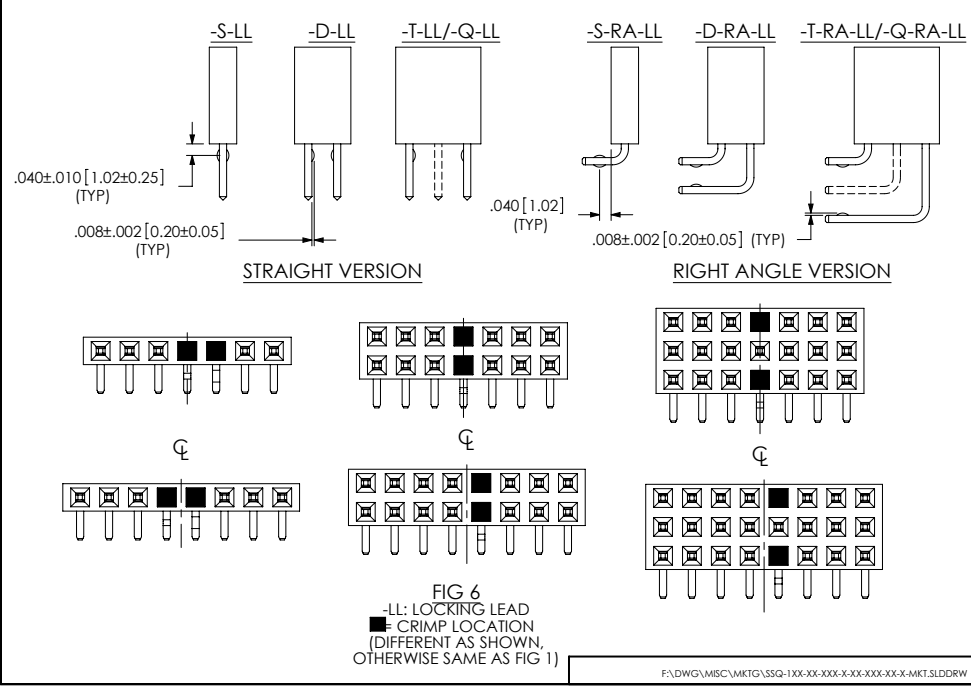 -S-LL
-D-LL
-T-LL/-Q-LL
-S-RA-LL
-D-RA-LL
-T-RA-LL/-Q-RA-LL
.040±.010 [1.02±0.25]
(TYP)
.008±.002 [0.20±0.05]
(TYP)
.040 [1.02]
(TYP)
.008±.002 [0.20±0.05] (TYP)
STRAIGHT VERSION
RIGHT ANGLE VERSION
℄
℄
℄
FIG 6
-LL: LOCKING LEAD
= CRIMP LOCATION
(DIFFERENT AS SHOWN,
OTHERWISE SAME AS FIG 1)
F:\DWG\MISC\MKTG\SSQ-1XX-XX-XXX-X-XX-XXX-XX-X-MKT.SLDDRW